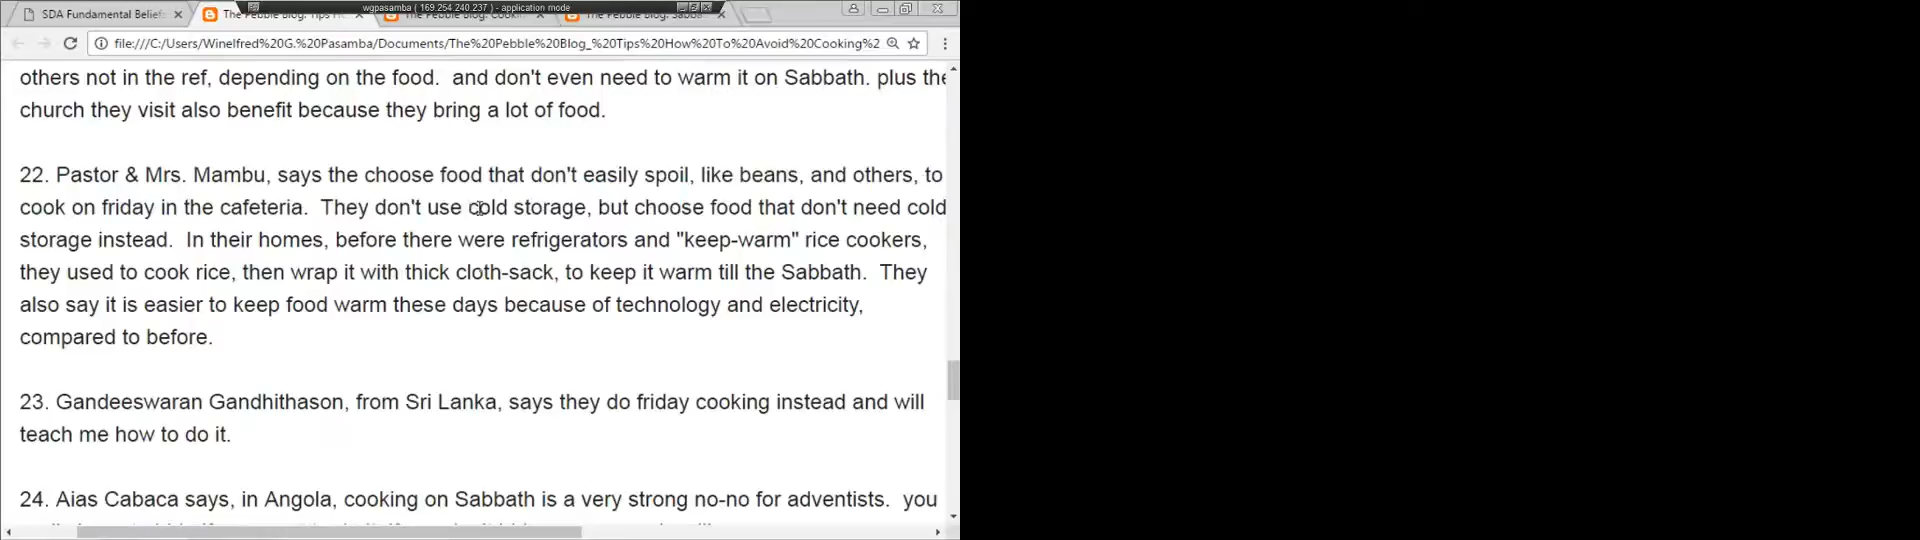 wgpasamba ( 169.254.240.237 ) - application mode
SDA Fundamental Beliefs
The Pebble Blog: Tips H
The Pebble Blog: Cookin
The Pebble Blog: Sabba
file:///C:/Users/Winelfred%20G.%20Pasamba/Documents/The%20Pebble%20Blog_%20Tips%20How%20To%20Avoid%20Cooking%2
others not in the ref, depending on the food. and don't even need to warm it on Sabbath. plus the
church they visit also benefit because they bring a lot of food.
22. Pastor & Mrs. Mambu, says the choose food that don't easily spoil, like beans, and others, to
cook on friday in the cafeteria. They don't use cold storage, but choose food that don't need cold
storage instead. In their homes, before there were refrigerators and "keep-warm" rice cookers,
they used to cook rice, then wrap it with thick cloth-sack, to keep it warm till the Sabbath. They
also say it is easier to keep food warm these days because of technology and electricity,
compared to before.
23. Gandeeswaran Gandhithason, from Sri Lanka, says they do friday cooking instead and will
teach me how to do it.
24. Aias Cabaca says, in Angola, cooking on Sabbath is a very strong no-no for adventists. you